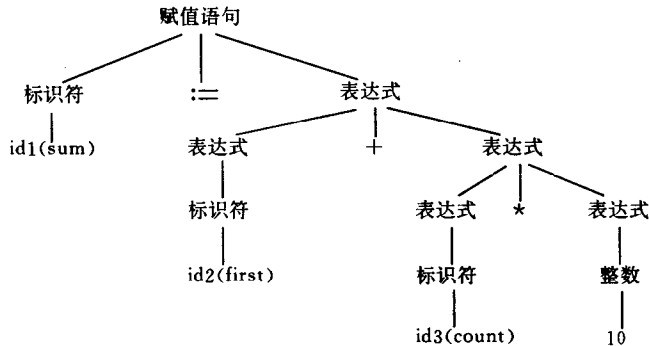 赋值语句
标识符 := 表达式
id1(sum) 表达式 + 表达式
标识符 表达式 * 表达式
id2(first) 标识符 整数
id3(count) 10